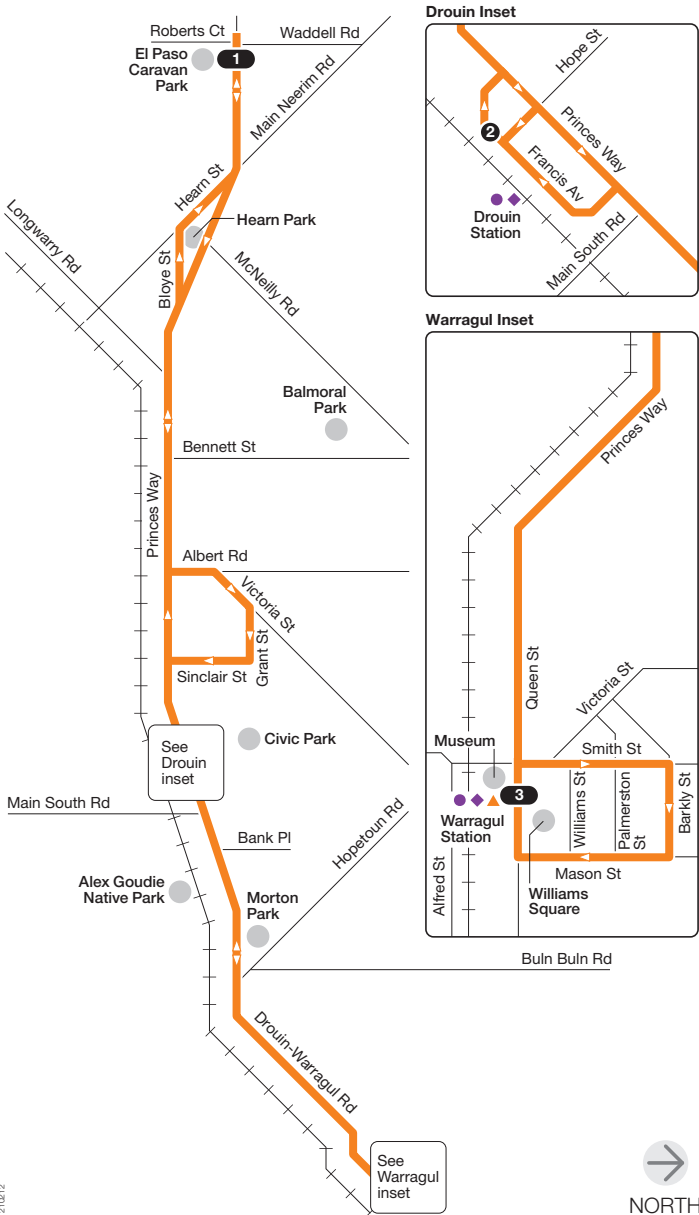 Roberts Ct
Waddell Rd
El Paso
Caravan
Park
1
Main Neerim Rd
Hearn St
Hearn Park
Longwarry Rd
Bloye St
McNeilly Rd
Balmoral
Park
Bennett St
Princes Way
Albert Rd
Victoria St
Grant St
Sinclair St
See
Drouin
inset
Civic Park
Main South Rd
Bank Pl
Hopetoun Rd
Alex Goudie
Native Park
Morton
Park
Buln Buln Rd
Drouin-Warragul Rd
See
Warragul
inset
Drouin Inset
Hope St
Princes Way
2
Francis Av
Drouin
Station
Main South Rd
Warragul Inset
Princes Way
Queen St
Victoria St
Museum
Smith St
3
Warragul
Station
Williams St
Palmerston
St
Barkly St
Alfred St
Mason St
Williams
Square
NORTH